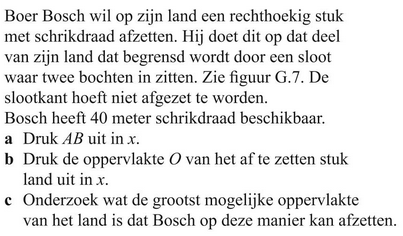 Boer Bosch wil op zijn land een rechthoekig stuk
met schrikdraad afzetten. Hij doet dit op dat deel
van zijn land dat begrensd wordt door een sloot
waar twee bochten in zitten. Zie figuur G.7. De
slootkant hoeft niet afgezet te worden.
Bosch heeft 40 meter schrikdraad beschikbaar.
a Druk AB uit in x.
b Druk de oppervlakte O van het af te zetten stuk
land uit in x.
c Onderzoek wat de grootst mogelijke oppervlakte
van het land is dat Bosch op deze manier kan afzetten.